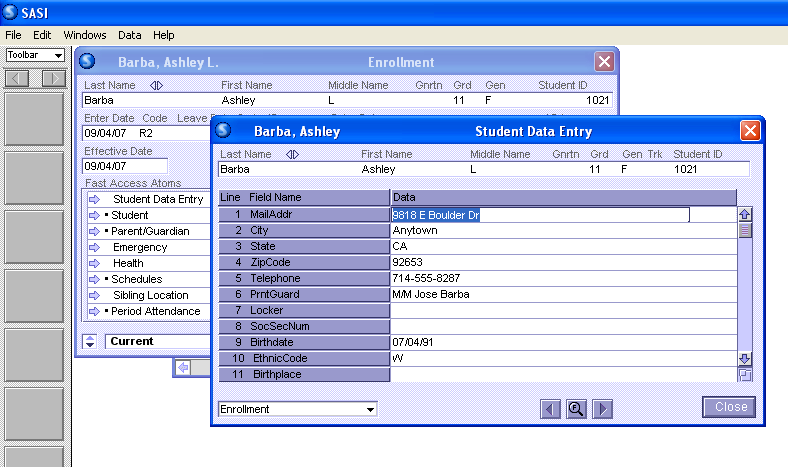 SASI
File Edit Windows Data Help
Toolbar
Barba, Ashley L. Enrollment
Last Name First Name Middle Name Gnrtn Grd Gen Student ID
Barba Ashley L 11 F 1021
Enter Date Code Leave
09/04/07 R2
Effective Date
09/04/07
Fast Access Atoms
Student Data Entry
• Student
• Parent/Guardian
Emergency
Health
• Schedules
Sibling Location
• Period Attendance
Current
Barba, Ashley Student Data Entry
Last Name First Name Middle Name Gnrtn Grd Gen Trk Student ID
Barba Ashley L 11 F 1021
Line Field Name Data
1 MailAddr 9818 E Boulder Dr
2 City Anytown
3 State CA
4 ZipCode 92653
5 Telephone 714-555-8287
6 PrntGuard M/M Jose Barba
7 Locker
8 SocSecNum
9 Birthdate 07/04/91
10 EthnicCode W
11 Birthplace
Enrollment
Close